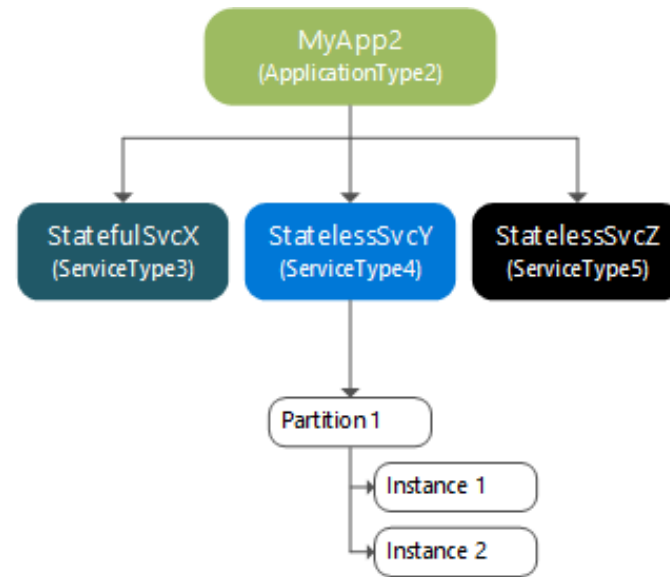 MyApp2
(ApplicationType2)
StatefulSvcX
(ServiceType3)
StatelessSvcY
(ServiceType4)
StatelessSvcZ
(ServiceType5)
Partition 1
Instance 1
Instance 2